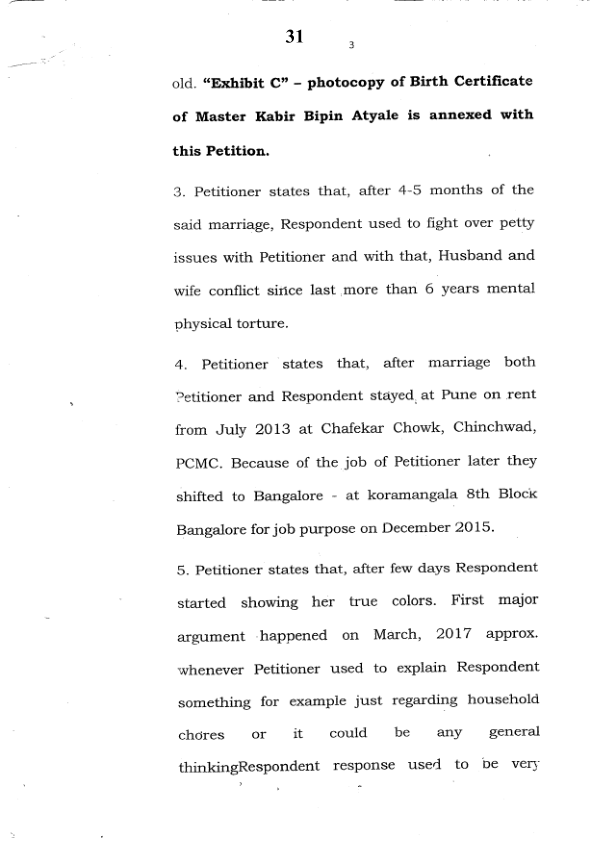 31
3
old. “Exhibit C” – photocopy of Birth Certificate
of Master Kabir Bipin Atyale is annexed with
this Petition.
3. Petitioner states that, after 4-5 months of the
said marriage, Respondent used to fight over petty
issues with Petitioner and with that, Husband and
wife conflict since last more than 6 years mental
physical torture.
4. Petitioner states that, after marriage both
Petitioner and Respondent stayed at Pune on rent
from July 2013 at Chafekar Chowk, Chinchwad,
PCMC. Because of the job of Petitioner later they
shifted to Bangalore - at koramangala 8th Block
Bangalore for job purpose on December 2015.
5. Petitioner states that, after few days Respondent
started showing her true colors. First major
argument happened on March, 2017 approx.
whenever Petitioner used to explain Respondent
something for example just regarding household
chores or it could be any general
thinkingRespondent response used to be very